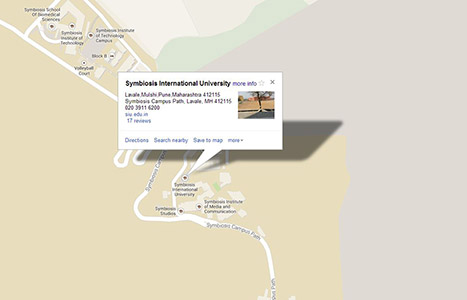 Symbiosis School
of Biomedical
Sciences
Symbiosis
Institute of
Technology
Symbiosis Institute
of Technology
Campus
Block B
Volleyball
Court
Symbiosis International University more info
Lavale,Mulshi,Pune,Maharashtra 412115
Symbiosis Campus Path, Lavale, MH 412115
020 3911 6200
siu.edu.in
17 reviews
Directions Search nearby Save to map more
Symbiosis Campus
Symbiosis
International
University
Symbiosis
Studios
Symbiosis Institute
of Media and
Communication
Symbiosis Campus Path